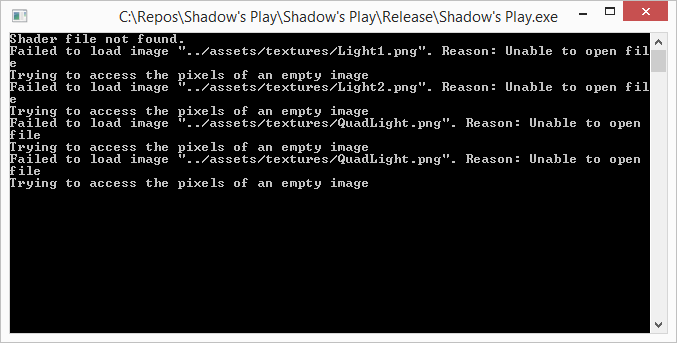 C:\Repos\Shadow's Play\Shadow's Play\Release\Shadow's Play.exe
Shader file not found.
Failed to load image "../assets/textures/Light1.png". Reason: Unable to open fil
e
Trying to access the pixels of an empty image
Failed to load image "../assets/textures/Light2.png". Reason: Unable to open fil
e
Trying to access the pixels of an empty image
Failed to load image "../assets/textures/QuadLight.png". Reason: Unable to open
file
Trying to access the pixels of an empty image
Failed to load image "../assets/textures/QuadLight.png". Reason: Unable to open
file
Trying to access the pixels of an empty image